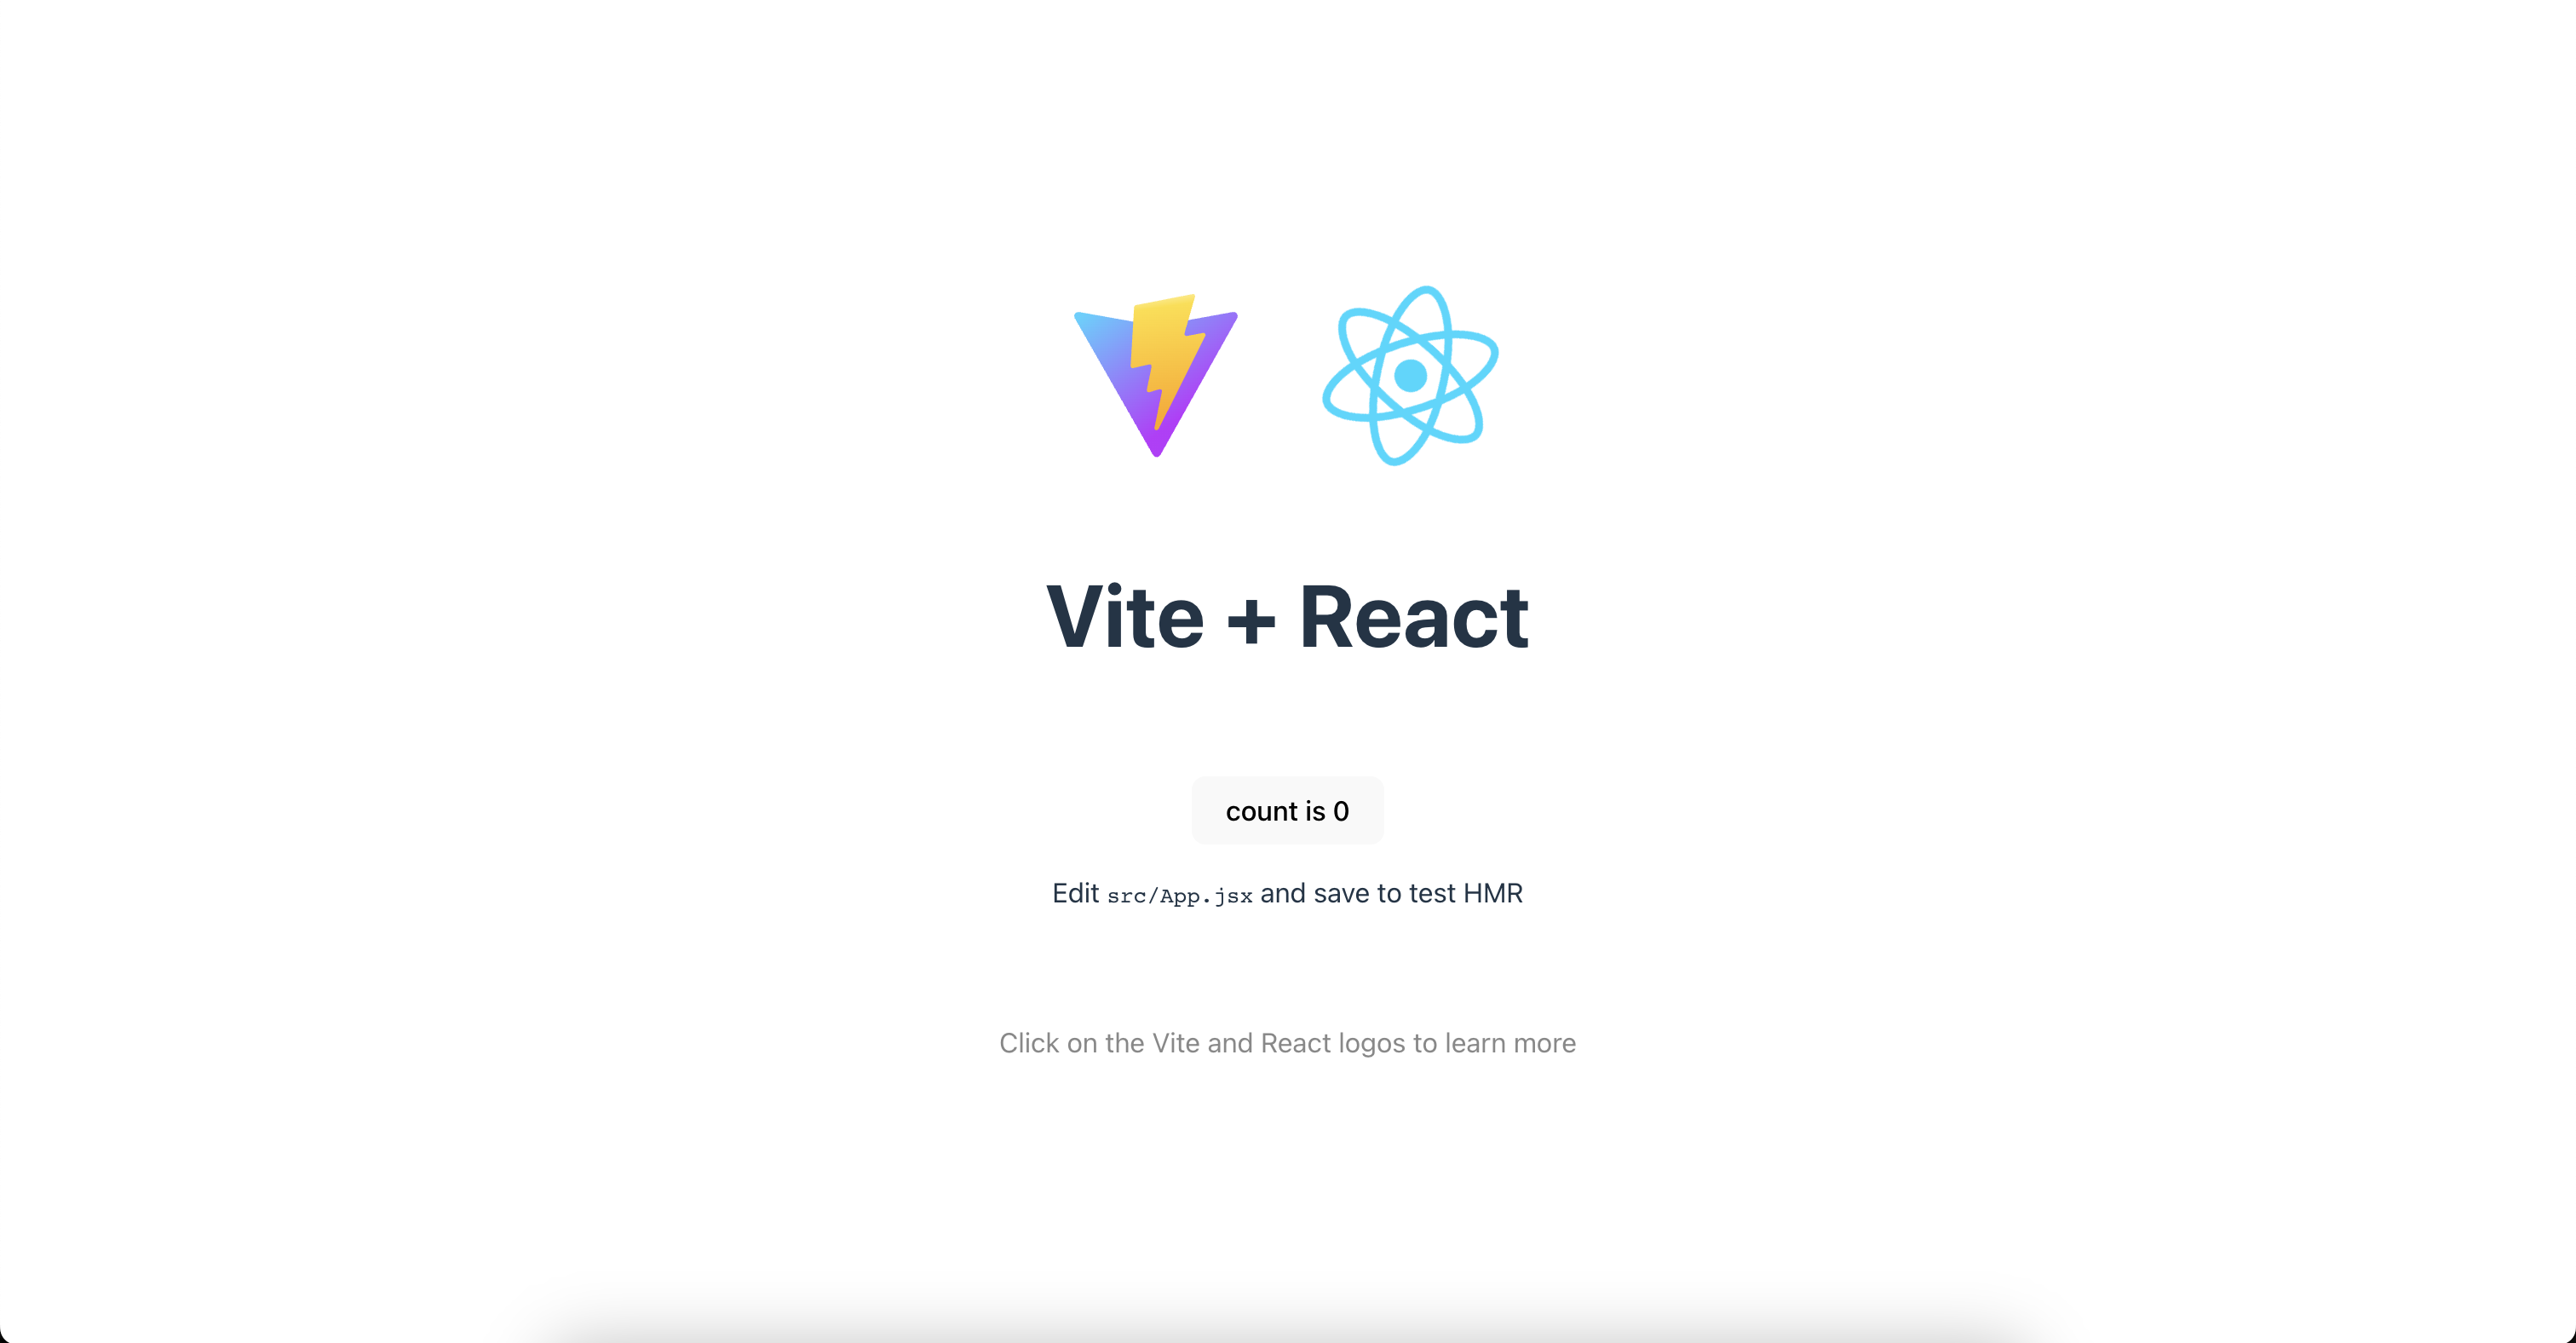 Vite + React
count is 0
Edit src/App.jsx and save to test HMR
Click on the Vite and React logos to learn more